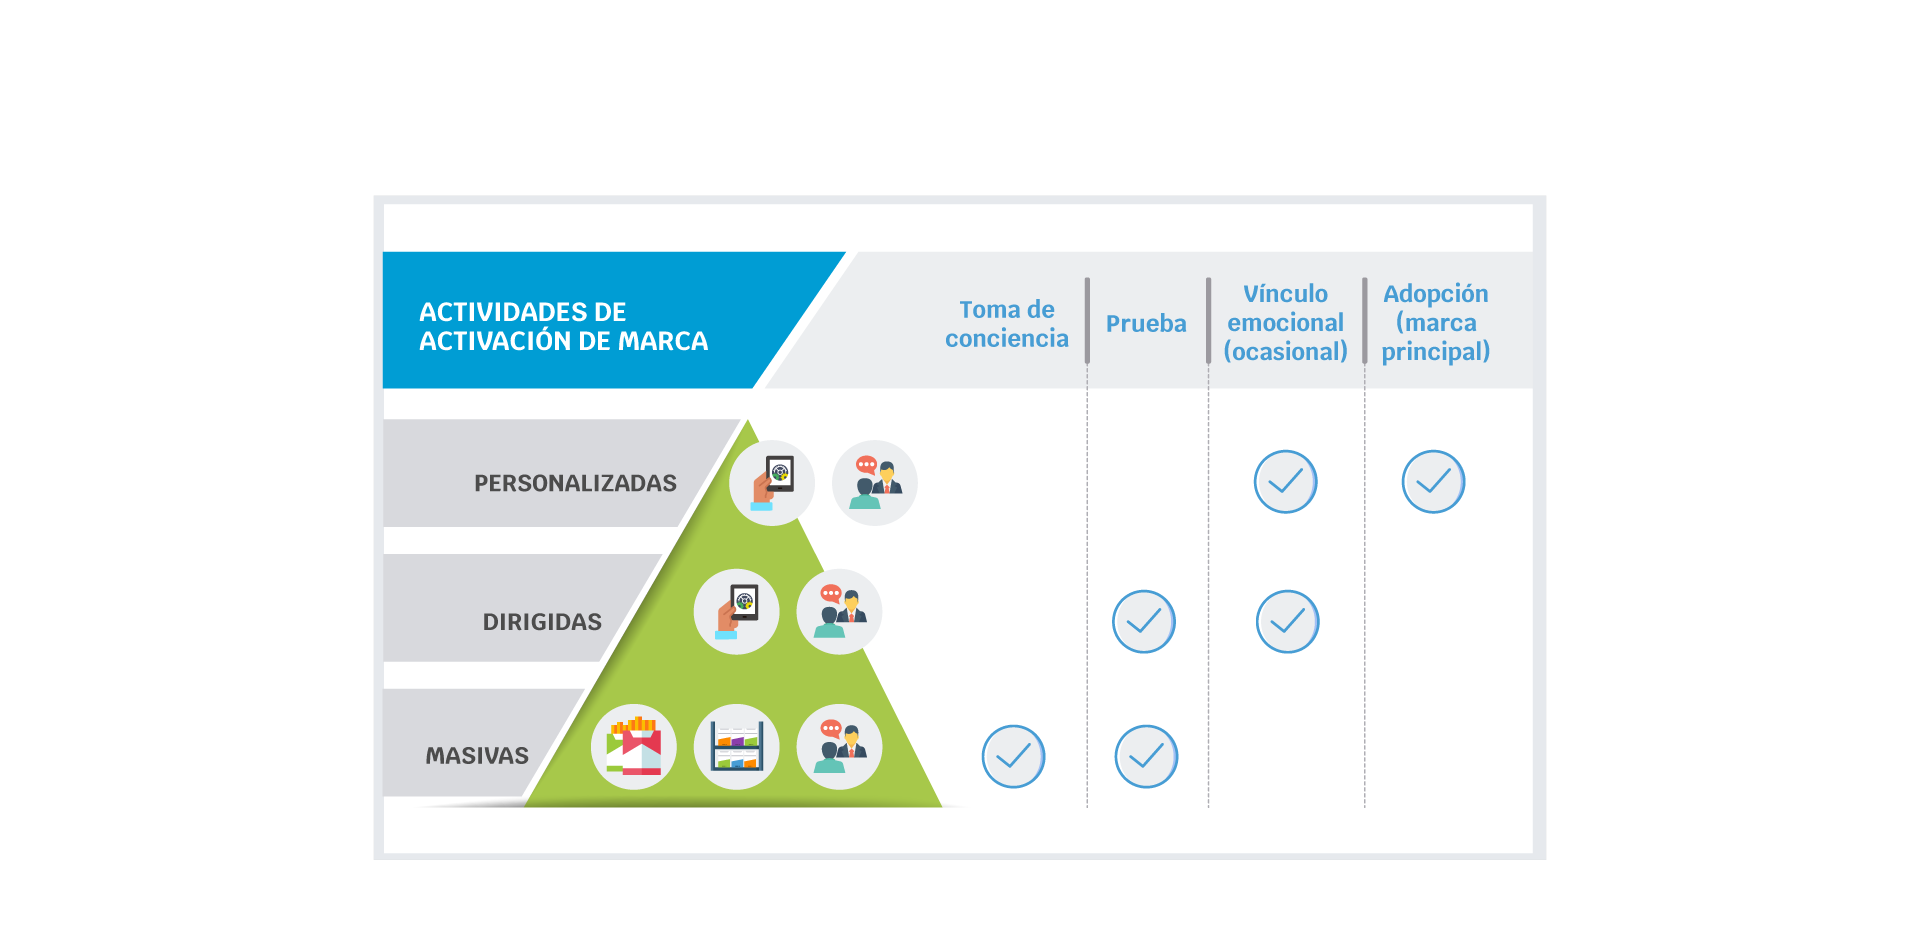 ACTIVIDADES DE
ACTIVACIÓN DE MARCA
Toma de
conciencia
Prueba
Vínculo
emocional
(ocasional)
Adopción
(marca
principal)
PERSONALIZADAS
DIRIGIDAS
MASIVAS